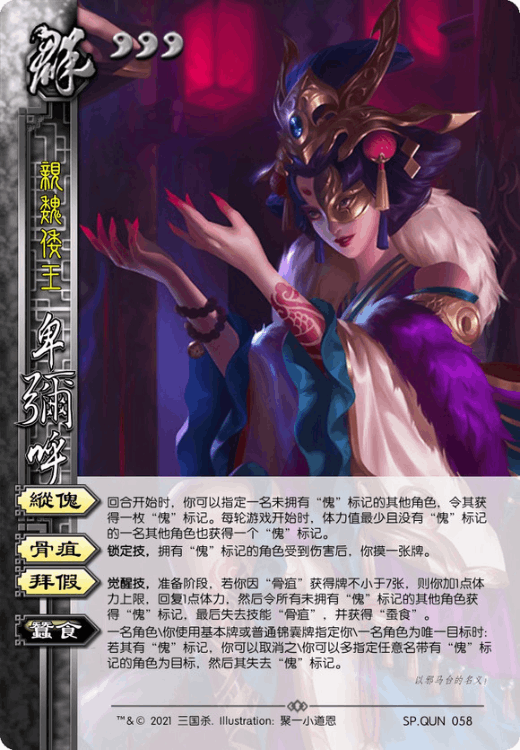 群
親魏倭王
卑彌呼
縱傀
回合开始时，你可以指定一名未拥有“傀”标记的其他角色，令其获
得一枚“傀”标记。每轮游戏开始时，体力值最少且没有“傀”标记
的一名其他角色也获得一个“傀”标记。
骨疽
锁定技，拥有“傀”标记的角色受到伤害后，你摸一张牌。
拜假
觉醒技，准备阶段，若你因“骨疽”获得牌不小于7张，则你加1点体
力上限，回复1点体力，然后令所有未拥有“傀”标记的其他角色获
得“傀”标记，最后失去技能“骨疽”，并获得“蚕食”。
蠶食
一名角色\你使用基本牌或普通锦囊牌指定你\一名角色为唯一目标时:
若其有“傀”标记，你可以取消之\你可以多指定任意名带有“傀”标
记的角色为目标，然后其失去“傀”标记。
以邪马台的名义:
™&© 2021 三国杀. Illustration: 聚一小道恩
SP.QUN 058